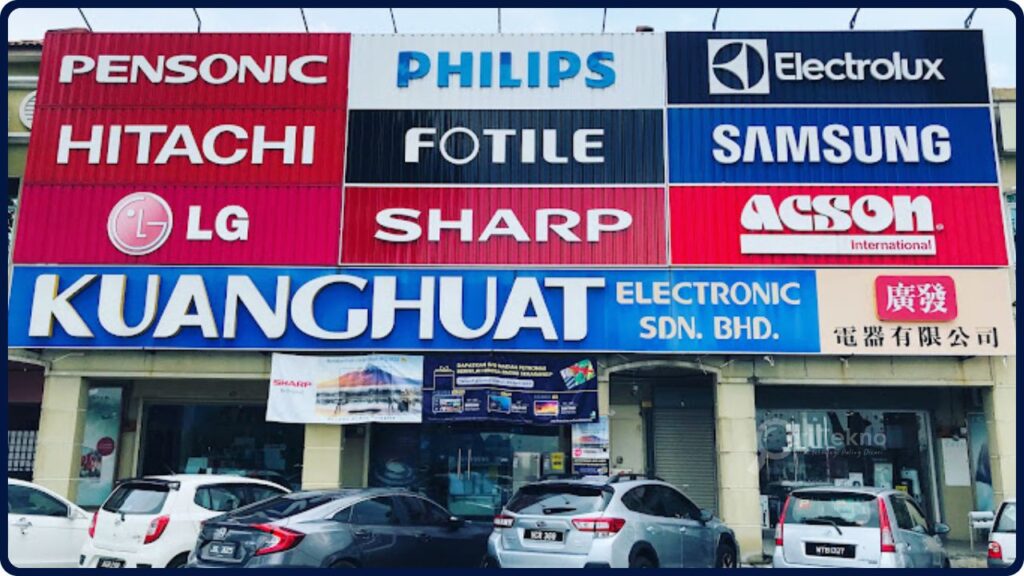 PENSONIC
PHILIPS
Electrolux
HITACHI
FOTILE
SAMSUNG
LG
SHARP
ACSON
International
KUANGHUAT
ELECTRONIC
SDN. BHD.
廣發
電器有限公司
SHARP